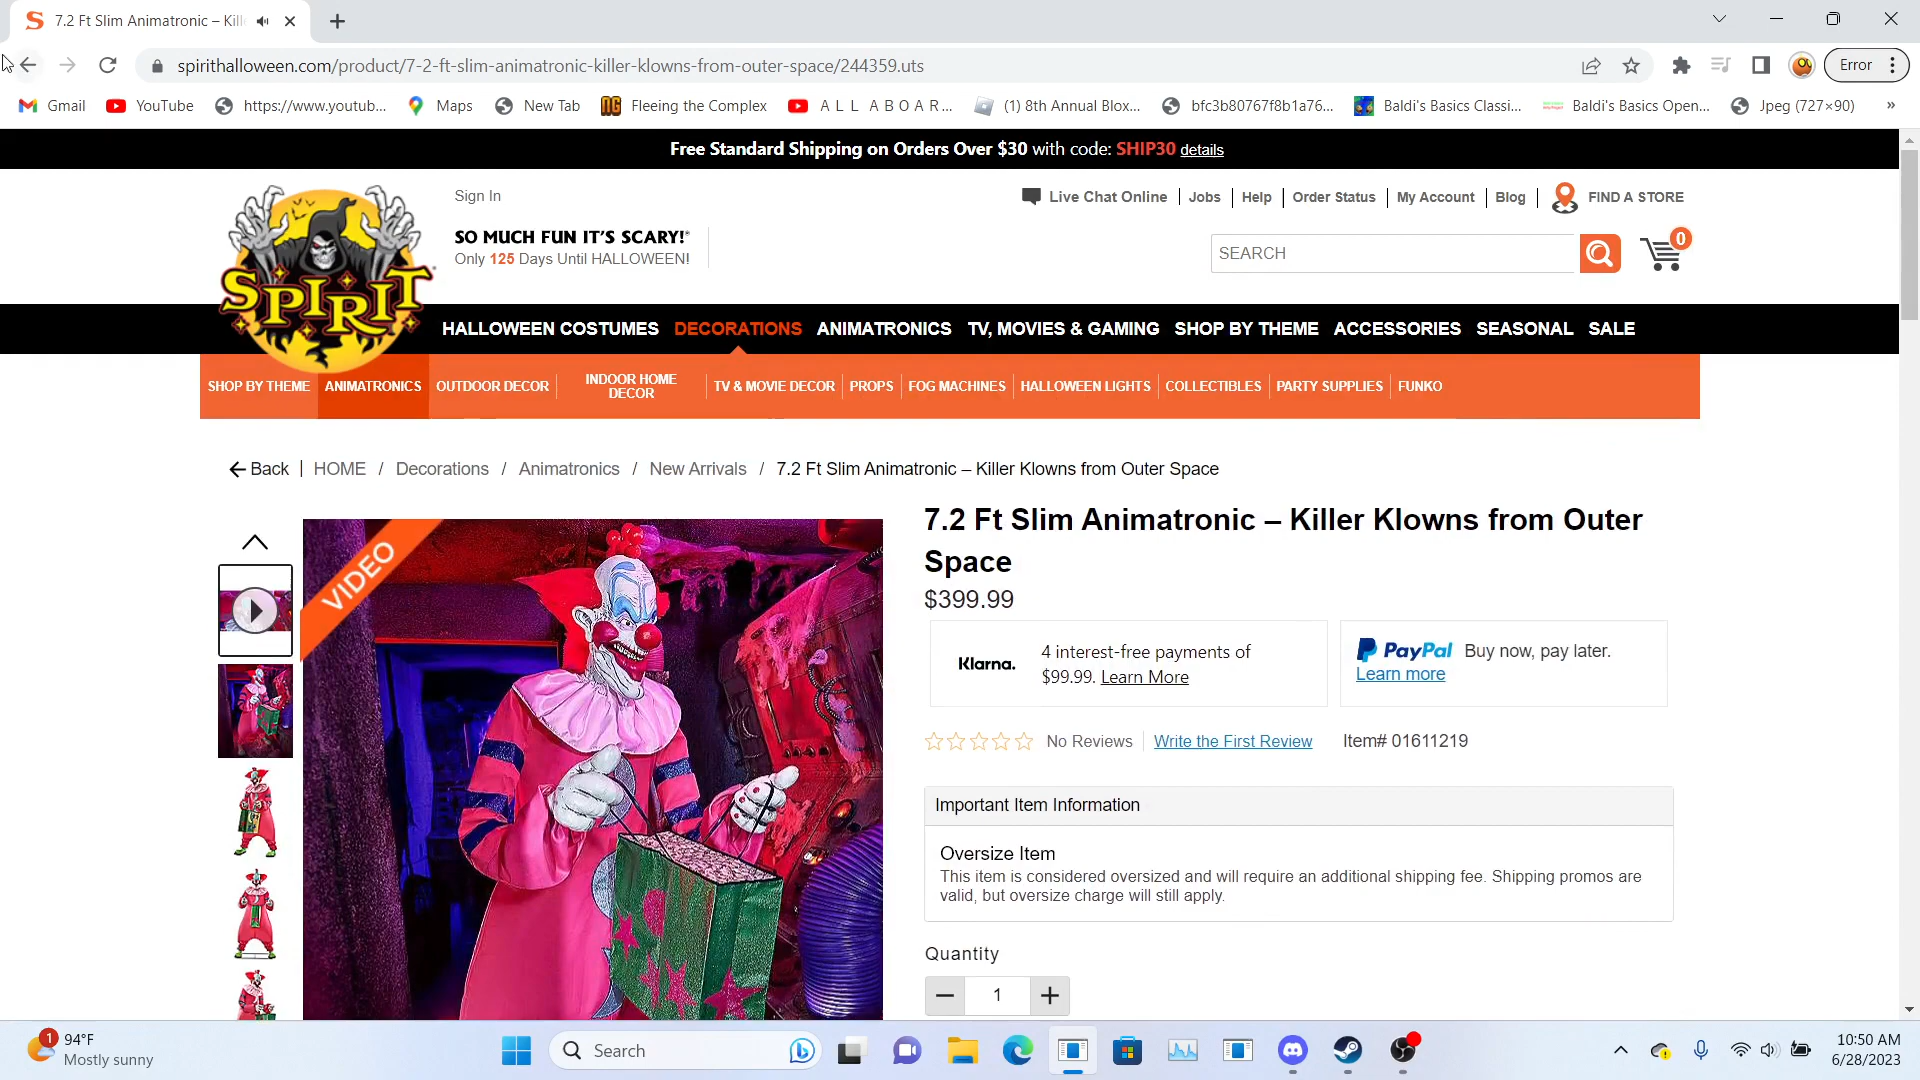 7.2 Ft Slim Animatronic – Kill
spirithalloween.com/product/7-2-ft-slim-animatronic-killer-klowns-from-outer-space/244359.uts
Error
Gmail
YouTube
https://www.youtub...
Maps
New Tab
Fleeing the Complex
A L L A B O A R...
(1) 8th Annual Blox...
bfc3b80767f8b1a76...
Baldi's Basics Classi...
Baldi's Basics Open...
Jpeg (727×90)
»
Free Standard Shipping on Orders Over $30 with code: SHIP30 details
SPIRIT
Sign In
Live Chat Online
Jobs
Help
Order Status
My Account
Blog
FIND A STORE
SO MUCH FUN IT'S SCARY!®
Only 125 Days Until HALLOWEEN!
SEARCH
0
HALLOWEEN COSTUMES DECORATIONS ANIMATRONICS TV, MOVIES & GAMING SHOP BY THEME ACCESSORIES SEASONAL SALE
SHOP BY THEME
ANIMATRONICS
OUTDOOR DECOR
INDOOR HOME
DECOR
TV & MOVIE DECOR
PROPS
FOG MACHINES
HALLOWEEN LIGHTS
COLLECTIBLES
PARTY SUPPLIES
FUNKO
Back | HOME / Decorations / Animatronics / New Arrivals / 7.2 Ft Slim Animatronic – Killer Klowns from Outer Space
VIDEO
7.2 Ft Slim Animatronic – Killer Klowns from Outer
Space
$399.99
Klarna.
4 interest-free payments of
$99.99. Learn More
PayPal Buy now, pay later.
Learn more
No Reviews
Write the First Review
Item# 01611219
Important Item Information
Oversize Item
This item is considered oversized and will require an additional shipping fee. Shipping promos are
valid, but oversize charge will still apply.
Quantity
1
1
94°F
Mostly sunny
Search
10:50 AM
6/28/2023